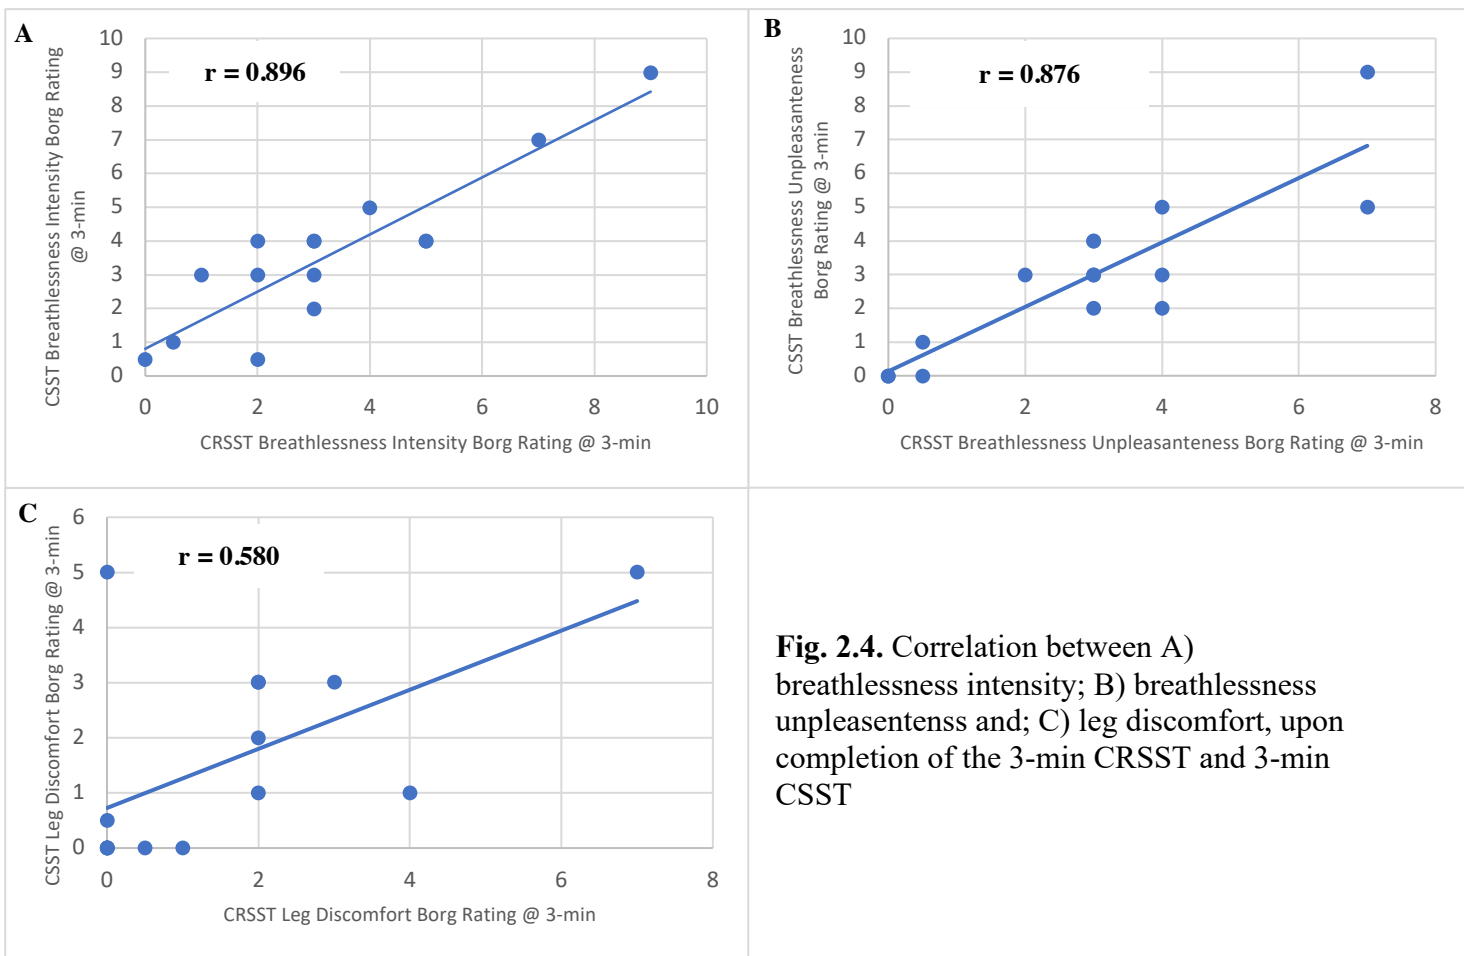 A
CSST Breathlessness Intensity Borg Rating
@ 3-min
r = 0.896
10
9
8
7
6
5
4
3
2
1
0
0 2 4 6 8 10
CRSST Breathlessness Intensity Borg Rating @ 3-min
B
CSST Breathlessness Unpleasanteness
Borg Rating @ 3-min
r = 0.876
10
9
8
7
6
5
4
3
2
1
0
0 2 4 6 8
CRSST Breathlessness Unpleasanteness Borg Rating @ 3-min
C
CSST Leg Discomfort Borg Rating @ 3-min
r = 0.580
6
5
4
3
2
1
0
0 2 4 6 8
CRSST Leg Discomfort Borg Rating @ 3-min
Fig. 2.4. Correlation between A)
breathlessness intensity; B) breathlessness
unpleasentenss and; C) leg discomfort, upon
completion of the 3-min CRSST and 3-min
CSST